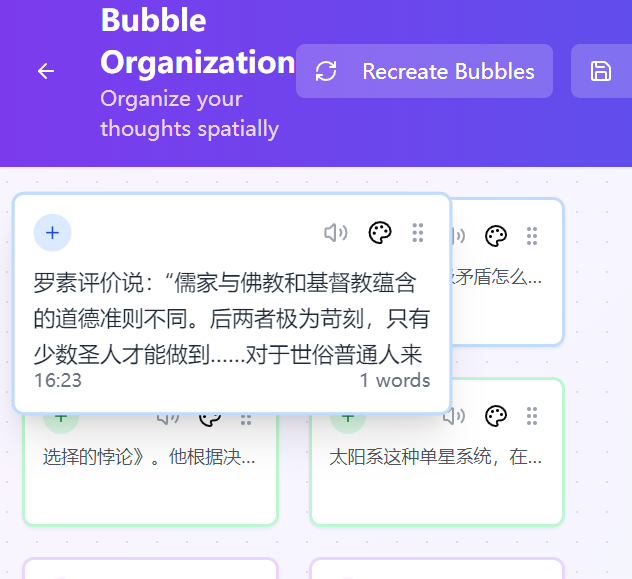 Bubble
Organization
Organize your
thoughts spatially
Recreate Bubbles
罗素评价说：“儒家与佛教和基督教蕴含
的道德准则不同。后两者极为苛刻，只有
少数圣人才能做到……对于世俗普通人来
16:23
1 words
矛盾怎么...
选择的悖论》。他根据决...
太阳系这种单星系统，在...